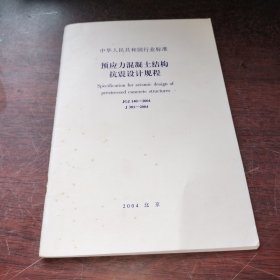 中华人民共和国行业标准
预应力混凝土结构
抗震设计规程
Specification for seismic design of
prestressed concrete structures
JGJ 140—2004
J 301—2004
2004 北京